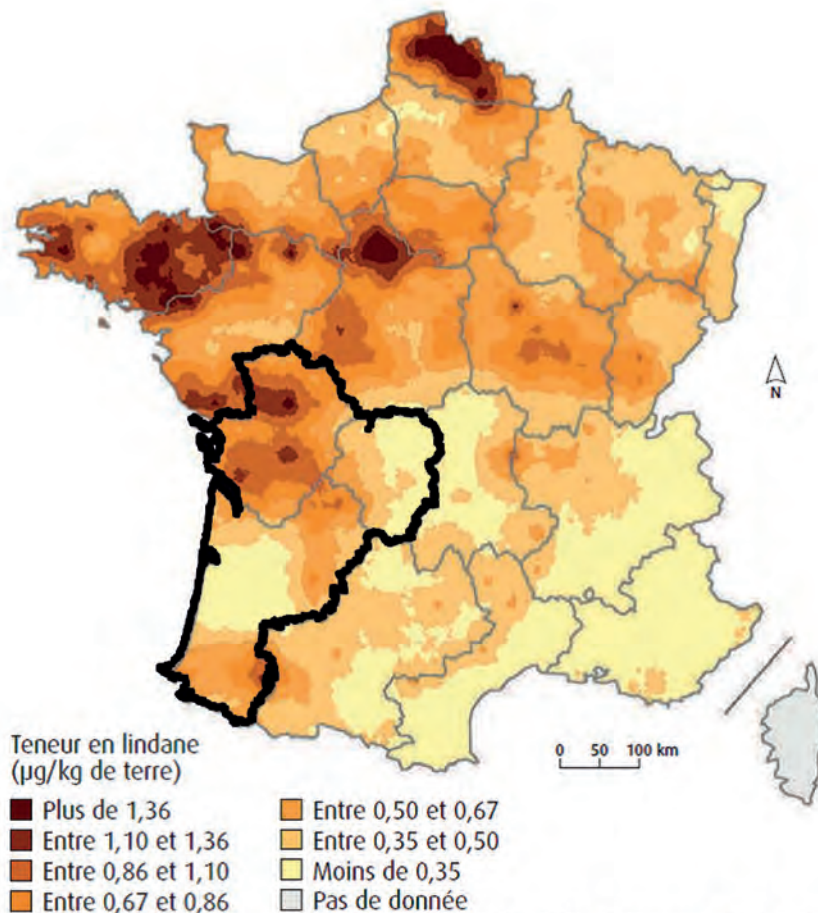 N
Teneur en lindane
(µg/kg de terre)
0 50 100 km
Plus de 1,36
Entre 1,10 et 1,36
Entre 0,86 et 1,10
Entre 0,67 et 0,86
Entre 0,50 et 0,67
Entre 0,35 et 0,50
Moins de 0,35
Pas de donnée